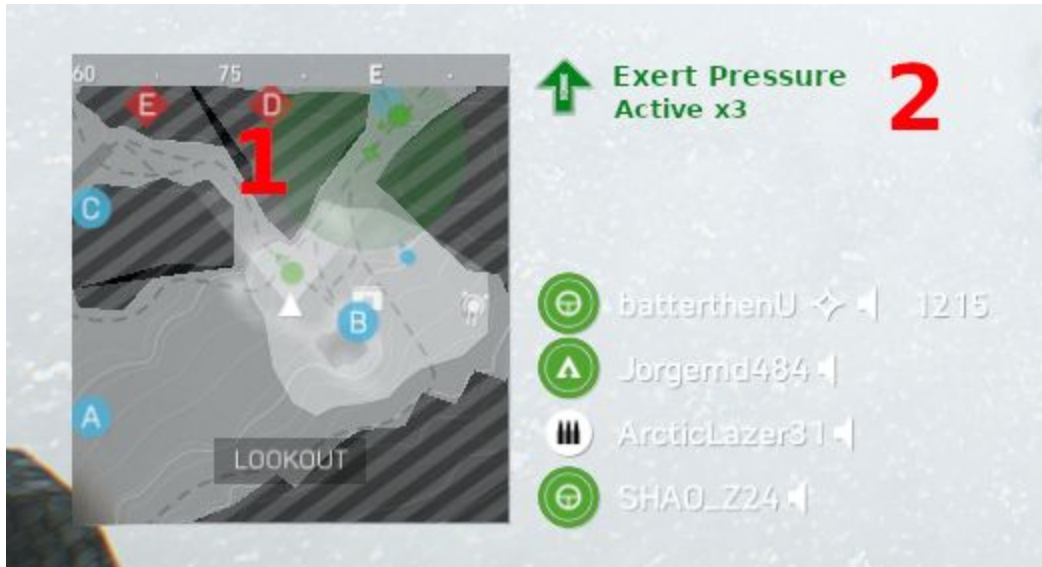 60 75 E
E D
1
C
B
A
LOOKOUT
Exert Pressure
Active x3
2
batterthenU 1215
Jorgemd484
ArcticLazer31
SHAO_Z24